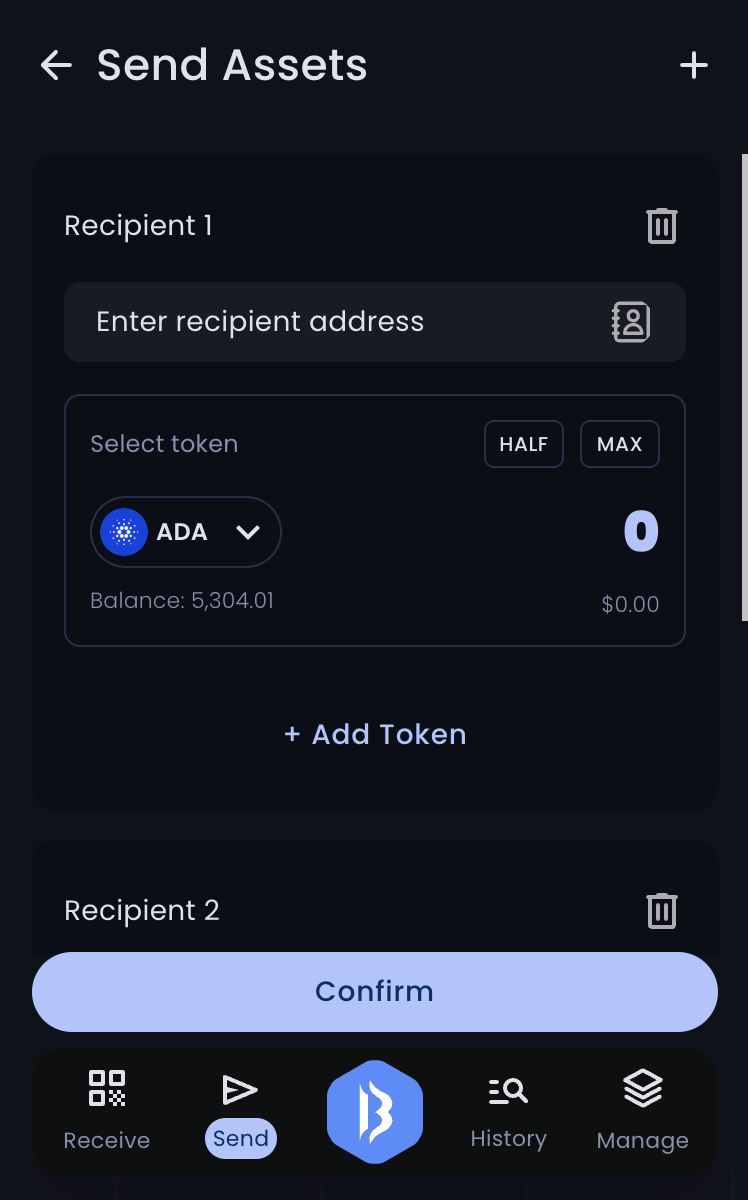 Send Assets
Recipient 1
Enter recipient address
Select token
HALF
MAX
ADA
0
Balance: 5,304.01
$0.00
+ Add Token
Recipient 2
Confirm
Receive
Send
History
Manage